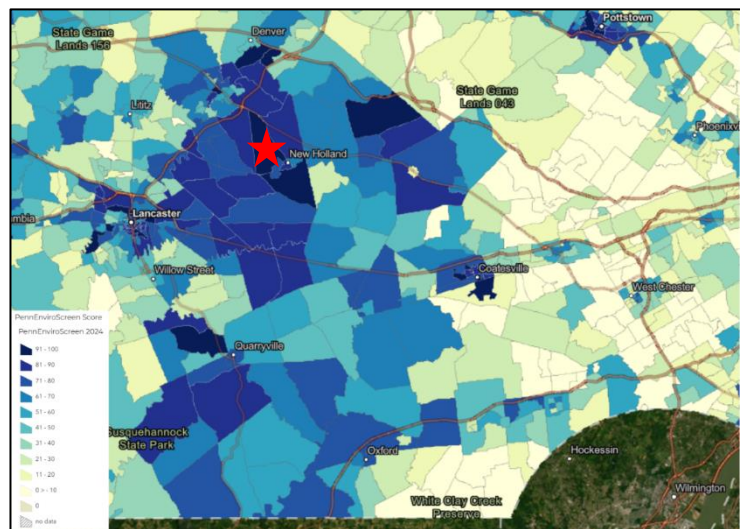 State Game
Lands 156
Denver
Pottstown
Lititz
State Game
Lands 043
Phoenixv
New Holland
umbia
Lancaster
Willow Street
Coatesville
West Chester
PennEnviroScreen Score
PennEnviroScreen 2024
91 - 100
81 - 90
71 - 80
61 - 70
51 - 60
41 - 50
31 - 40
21 - 30
11 - 20
0 > - 10
0
no data
Quarryville
Susquehannock
State Park
Oxford
Hockessin
White Clay Creek
Preserve
Wilmington